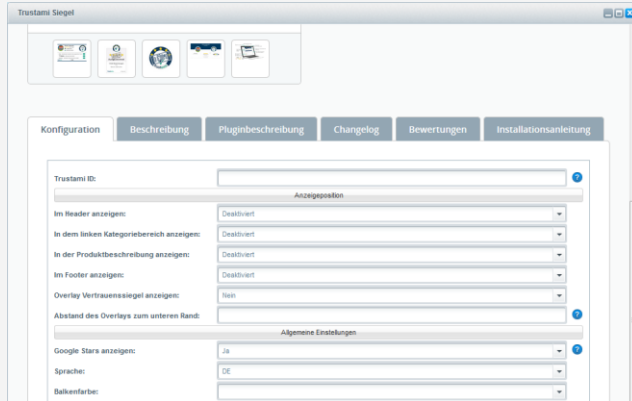 Trustami Siegel
Konfiguration Beschreibung Pluginbeschreibung Changelog Bewertungen Installationsanleitung
Trustami ID:
Anzeigeposition
Im Header anzeigen: Deaktiviert
In dem linken Kategoriebereich anzeigen: Deaktiviert
In der Produktbeschreibung anzeigen: Deaktiviert
Im Footer anzeigen: Deaktiviert
Overlay Vertrauenssiegel anzeigen: Nein
Abstand des Overlays zum unteren Rand:
Allgemeine Einstellungen
Google Stars anzeigen: Ja
Sprache: DE
Balkenfarbe: